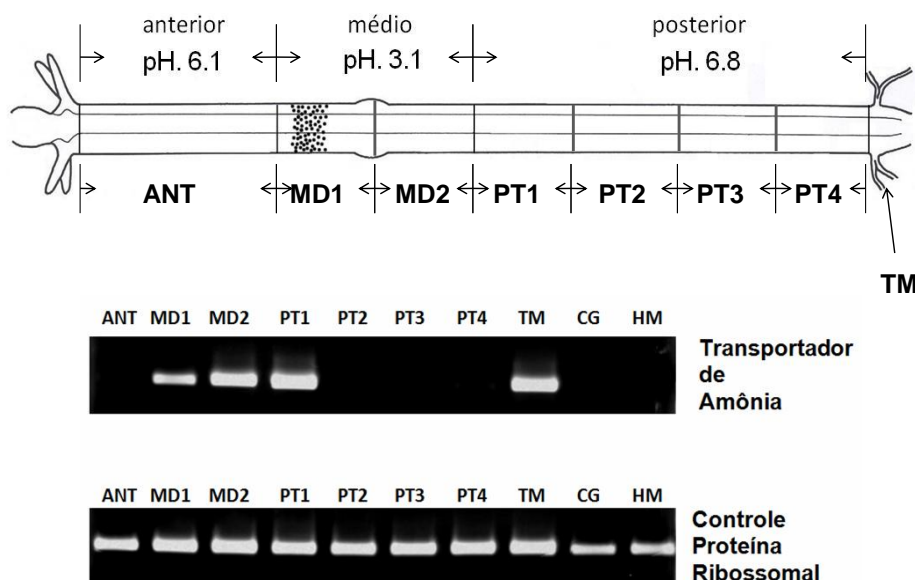 anterior médio posterior
pH. 6.1 pH. 3.1 pH. 6.8
ANT MD1 MD2 PT1 PT2 PT3 PT4
TM
ANT MD1 MD2 PT1 PT2 PT3 PT4 TM CG HM
Transportador
de
Amônia
ANT MD1 MD2 PT1 PT2 PT3 PT4 TM CG HM
Controle
Proteína
Ribossomal